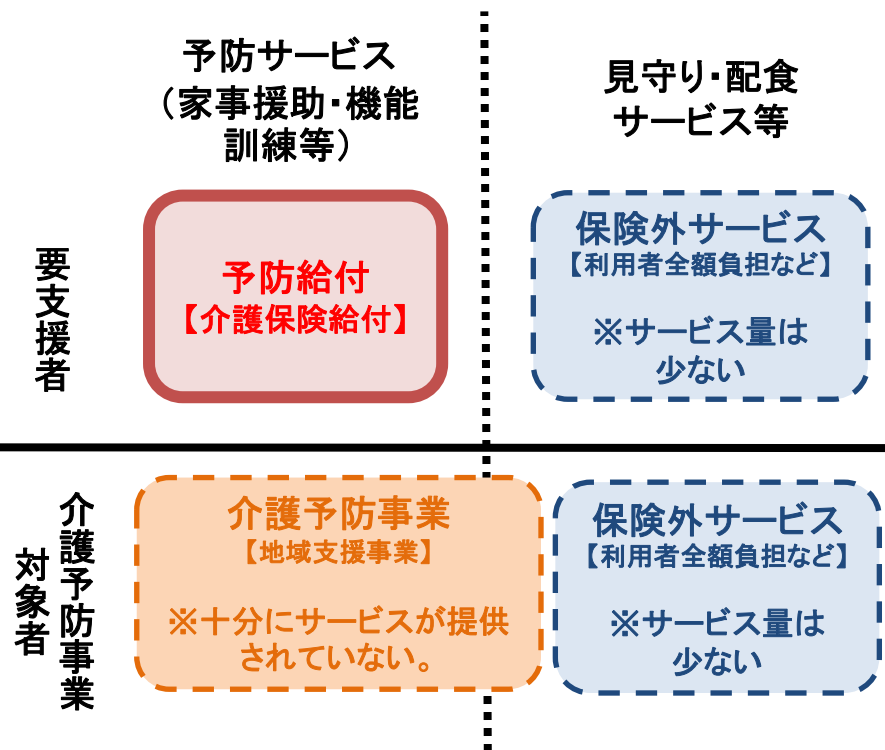 予防サービス
（家事援助・機能
訓練等）
見守り・配食
サービス等
要支援者
予防給付
【介護保険給付】
保険外サービス
【利用者全額負担など】
※サービス量は
少ない
介護予防事業
対象者
介護予防事業
【地域支援事業】
※十分にサービスが提供
されていない。
保険外サービス
【利用者全額負担など】
※サービス量は
少ない